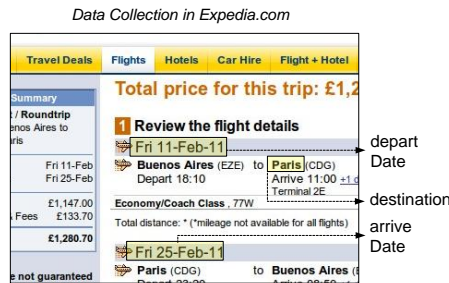 Data Collection in Expedia.com
Travel Deals Flights Hotels Car Hire Flight + Hotel
Summary
/ Roundtrip
enos Aires to
ris
Fri 11-Feb
Fri 25-Feb
£1,147.00
Fees £133.70
£1,280.70
e not guaranteed
Total price for this trip: £1,2
1 Review the flight details
Fri 11-Feb-11
Buenos Aires (EZE) to Paris (CDG)
Depart 18:10 Arrive 11:00 +1 d
Terminal 2E
Economy/Coach Class , 77W
Total distance: * (*mileage not available for all flights)
Fri 25-Feb-11
Paris (CDG) to Buenos Aires (E
depart
Date
destination
arrive
Date